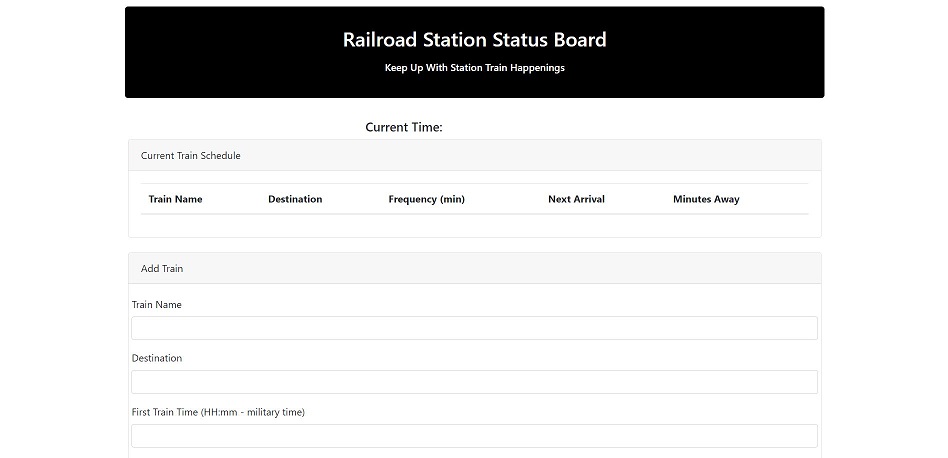 Railroad Station Status Board
Keep Up With Station Train Happenings
Current Time:
Current Train Schedule
Train Name Destination Frequency (min) Next Arrival Minutes Away
Add Train
Train Name
Destination
First Train Time (HH:mm - military time)